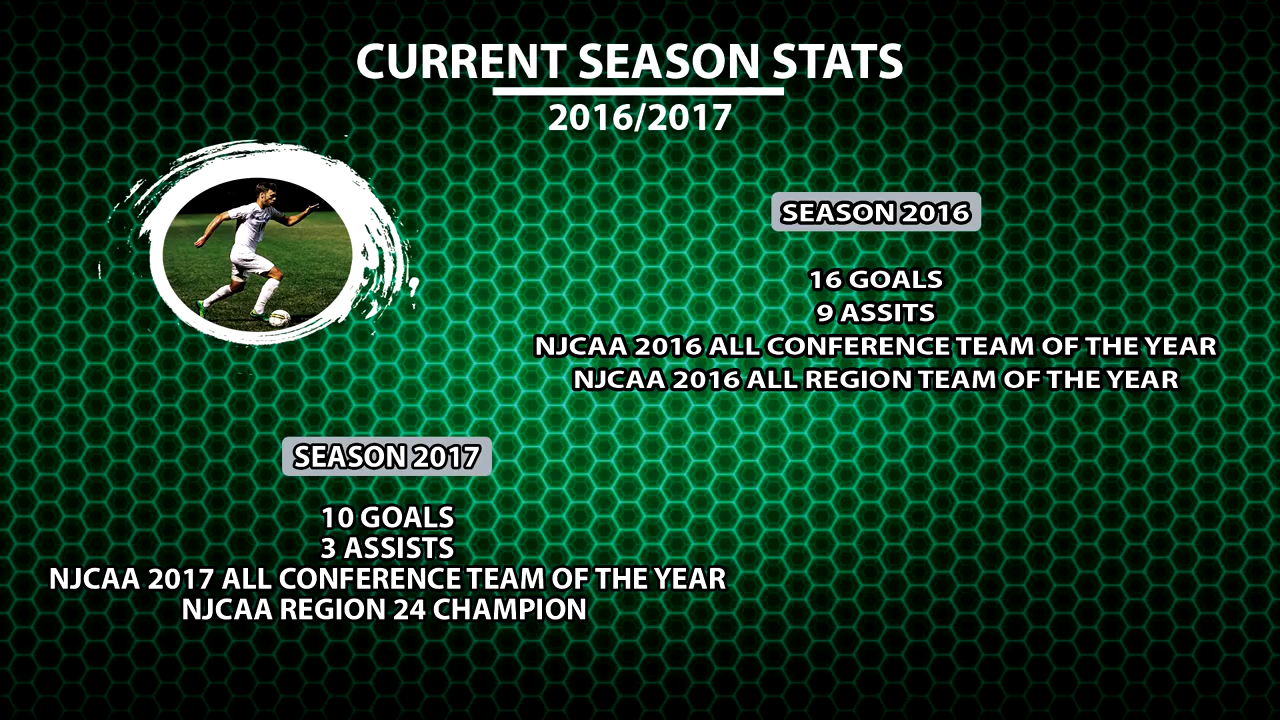 CURRENT SEASON STATS
2016/2017
SEASON 2016
16 GOALS
9 ASSITS
NJCAA 2016 ALL CONFERENCE TEAM OF THE YEAR
NJCAA 2016 ALL REGION TEAM OF THE YEAR
SEASON 2017
10 GOALS
3 ASSISTS
NJCAA 2017 ALL CONFERENCE TEAM OF THE YEAR
NJCAA REGION 24 CHAMPION